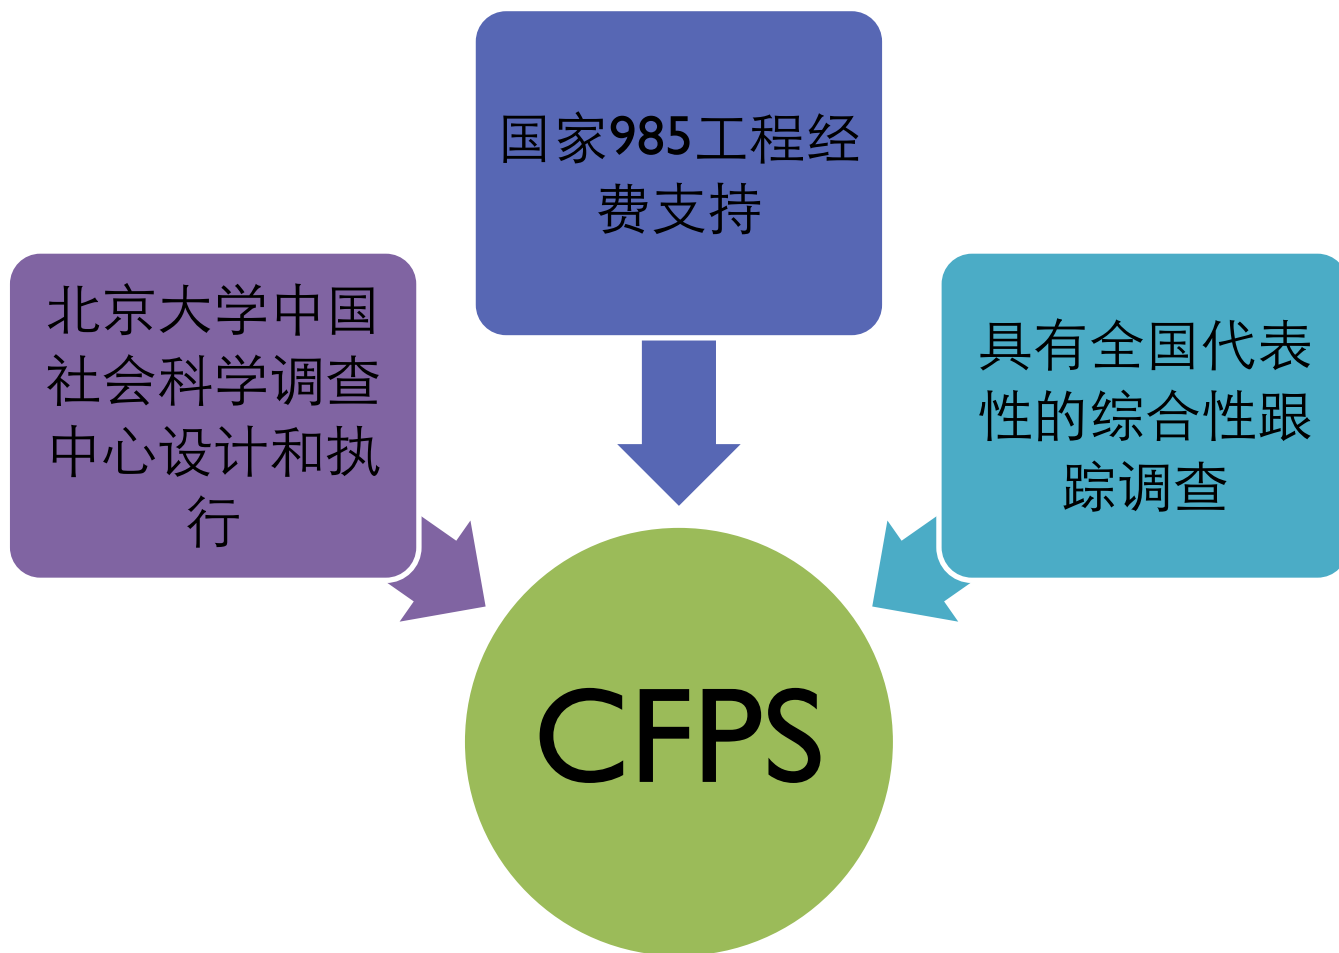 国家985工程经
费支持
北京大学中国
社会科学调查
中心设计和执
行
具有全国代表
性的综合性跟
踪调查
CFPS